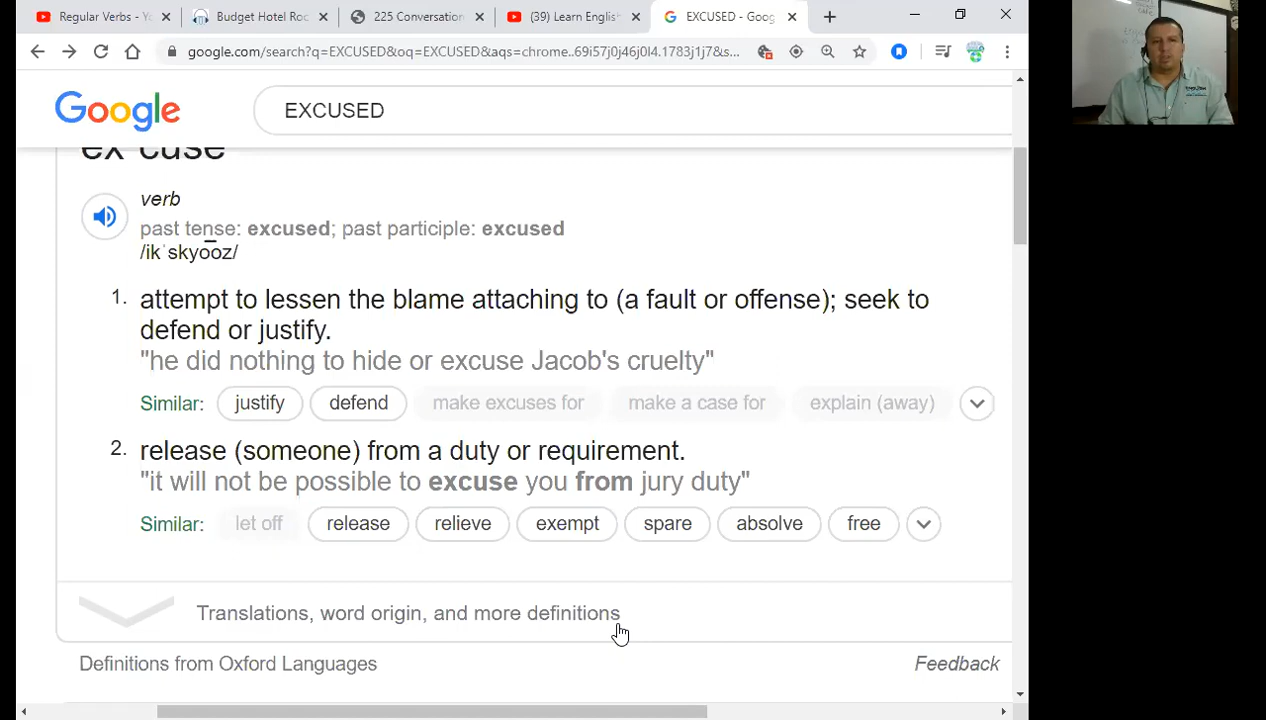 Regular Verbs - Yo
Budget Hotel Roo
225 Conversation
(39) Learn English
EXCUSED - Goog
google.com/search?q=EXCUSED&oq=EXCUSED&aqs=chrome..69i57j0j46j0l4.1783j1j7&s...
Google
EXCUSED
ex·cuse
verb
past tense: excused; past participle: excused
/ikˈskyo͞oz/
1. attempt to lessen the blame attaching to (a fault or offense); seek to
defend or justify.
"he did nothing to hide or excuse Jacob's cruelty"
Similar: justify defend make excuses for make a case for explain (away)
2. release (someone) from a duty or requirement.
"it will not be possible to excuse you from jury duty"
Similar: let off release relieve exempt spare absolve free
Translations, word origin, and more definitions
Definitions from Oxford Languages
Feedback